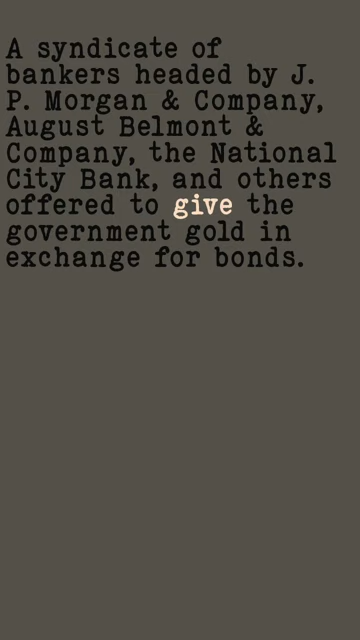 A syndicate of
bankers headed by J.
P. Morgan & Company,
August Belmont &
Company, the National
City Bank, and others
offered to give the
government gold in
exchange for bonds.